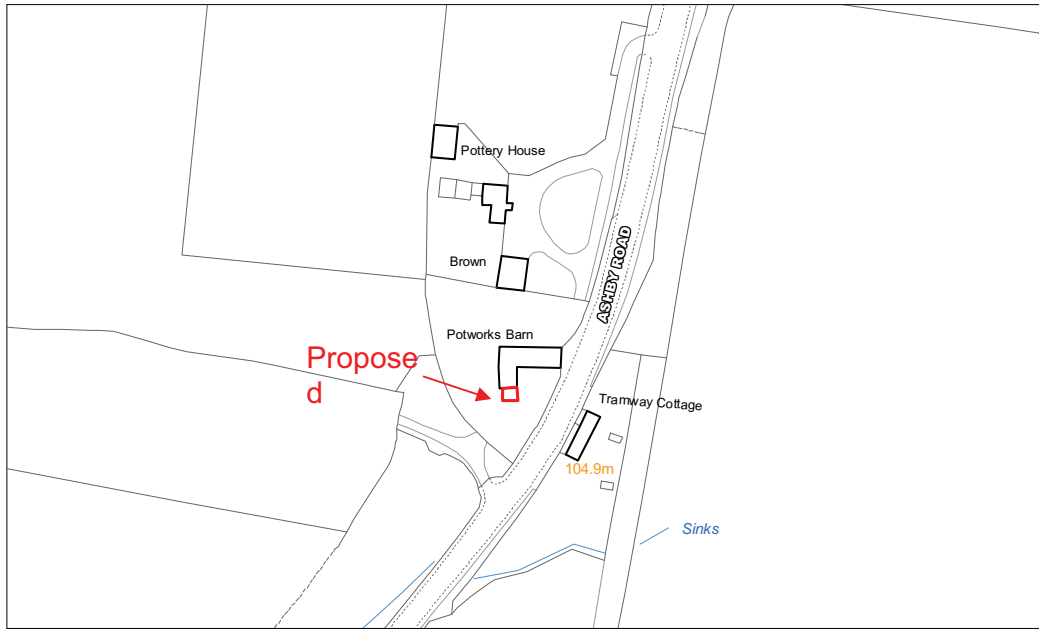 Pottery House
ASHBY ROAD
Brown
Potworks Barn
Propose
d
Tramway Cottage
104.9m
Sinks